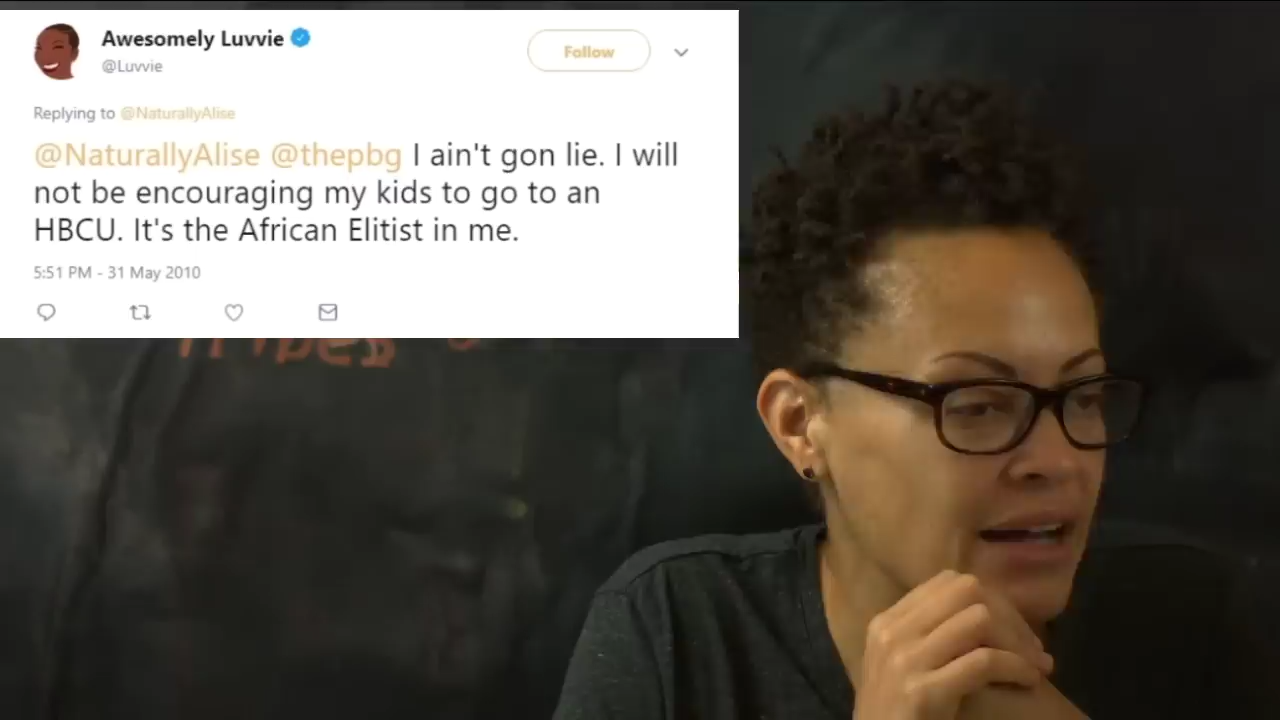 Awesomely Luvvie
@Luvvie
Follow
Replying to @NaturallyAlise
@NaturallyAlise @thepbg I ain't gon lie. I will
not be encouraging my kids to go to an
HBCU. It's the African Elitist in me.
5:51 PM - 31 May 2010
Tribes